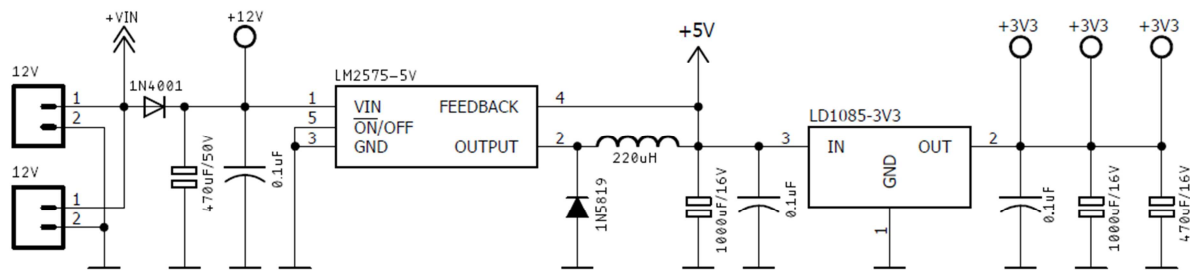 +VIN
+12V
+5V
+3V3
+3V3
+3V3
12V
1
2
1N4001
LM2575-5V
1
5
3
VIN
ON/OFF
GND
FEEDBACK
OUTPUT
4
2
220uH
LD1085-3V3
3
IN
OUT
GND
2
1
12V
1
2
470uF/50V
0.1uF
1N5819
1000uF/16V
0.1uF
0.1uF
1000uF/16V
470uF/16V